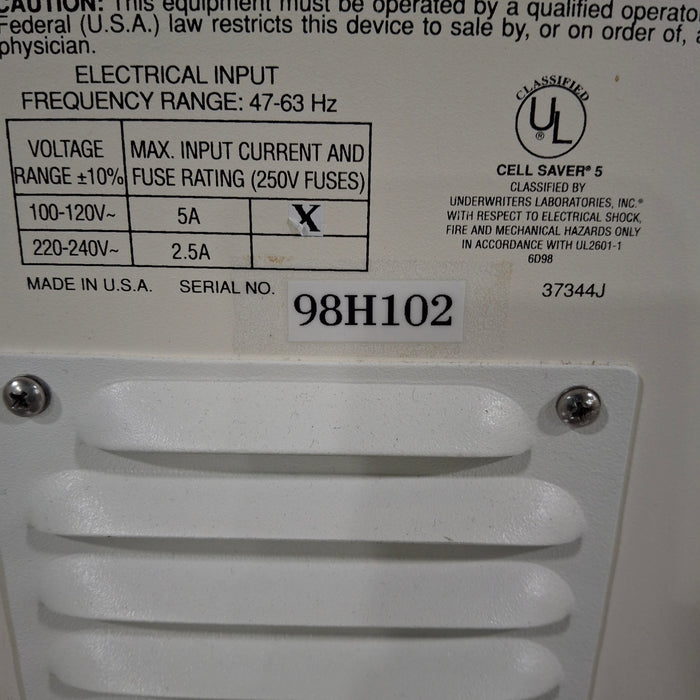 CAUTION: This equipment must be operated by a qualified
Federal (U.S.A.) law restricts this device to sale by, or on order of,
physician.
ELECTRICAL INPUT
FREQUENCY RANGE: 47-63 Hz
VOLTAGE RANGE ±10% MAX. INPUT CURRENT AND FUSE RATING (250V FUSES)
100-120V~ 5A X
220-240V~ 2.5A
MADE IN U.S.A. SERIAL NO. 98H102
CLASSIFIED
UL®
CELL SAVER® 5
CLASSIFIED BY
UNDERWRITERS LABORATORIES, INC.®
WITH RESPECT TO ELECTRICAL SHOCK,
FIRE AND MECHANICAL HAZARDS ONLY
IN ACCORDANCE WITH UL2601-1
6D98
37344J